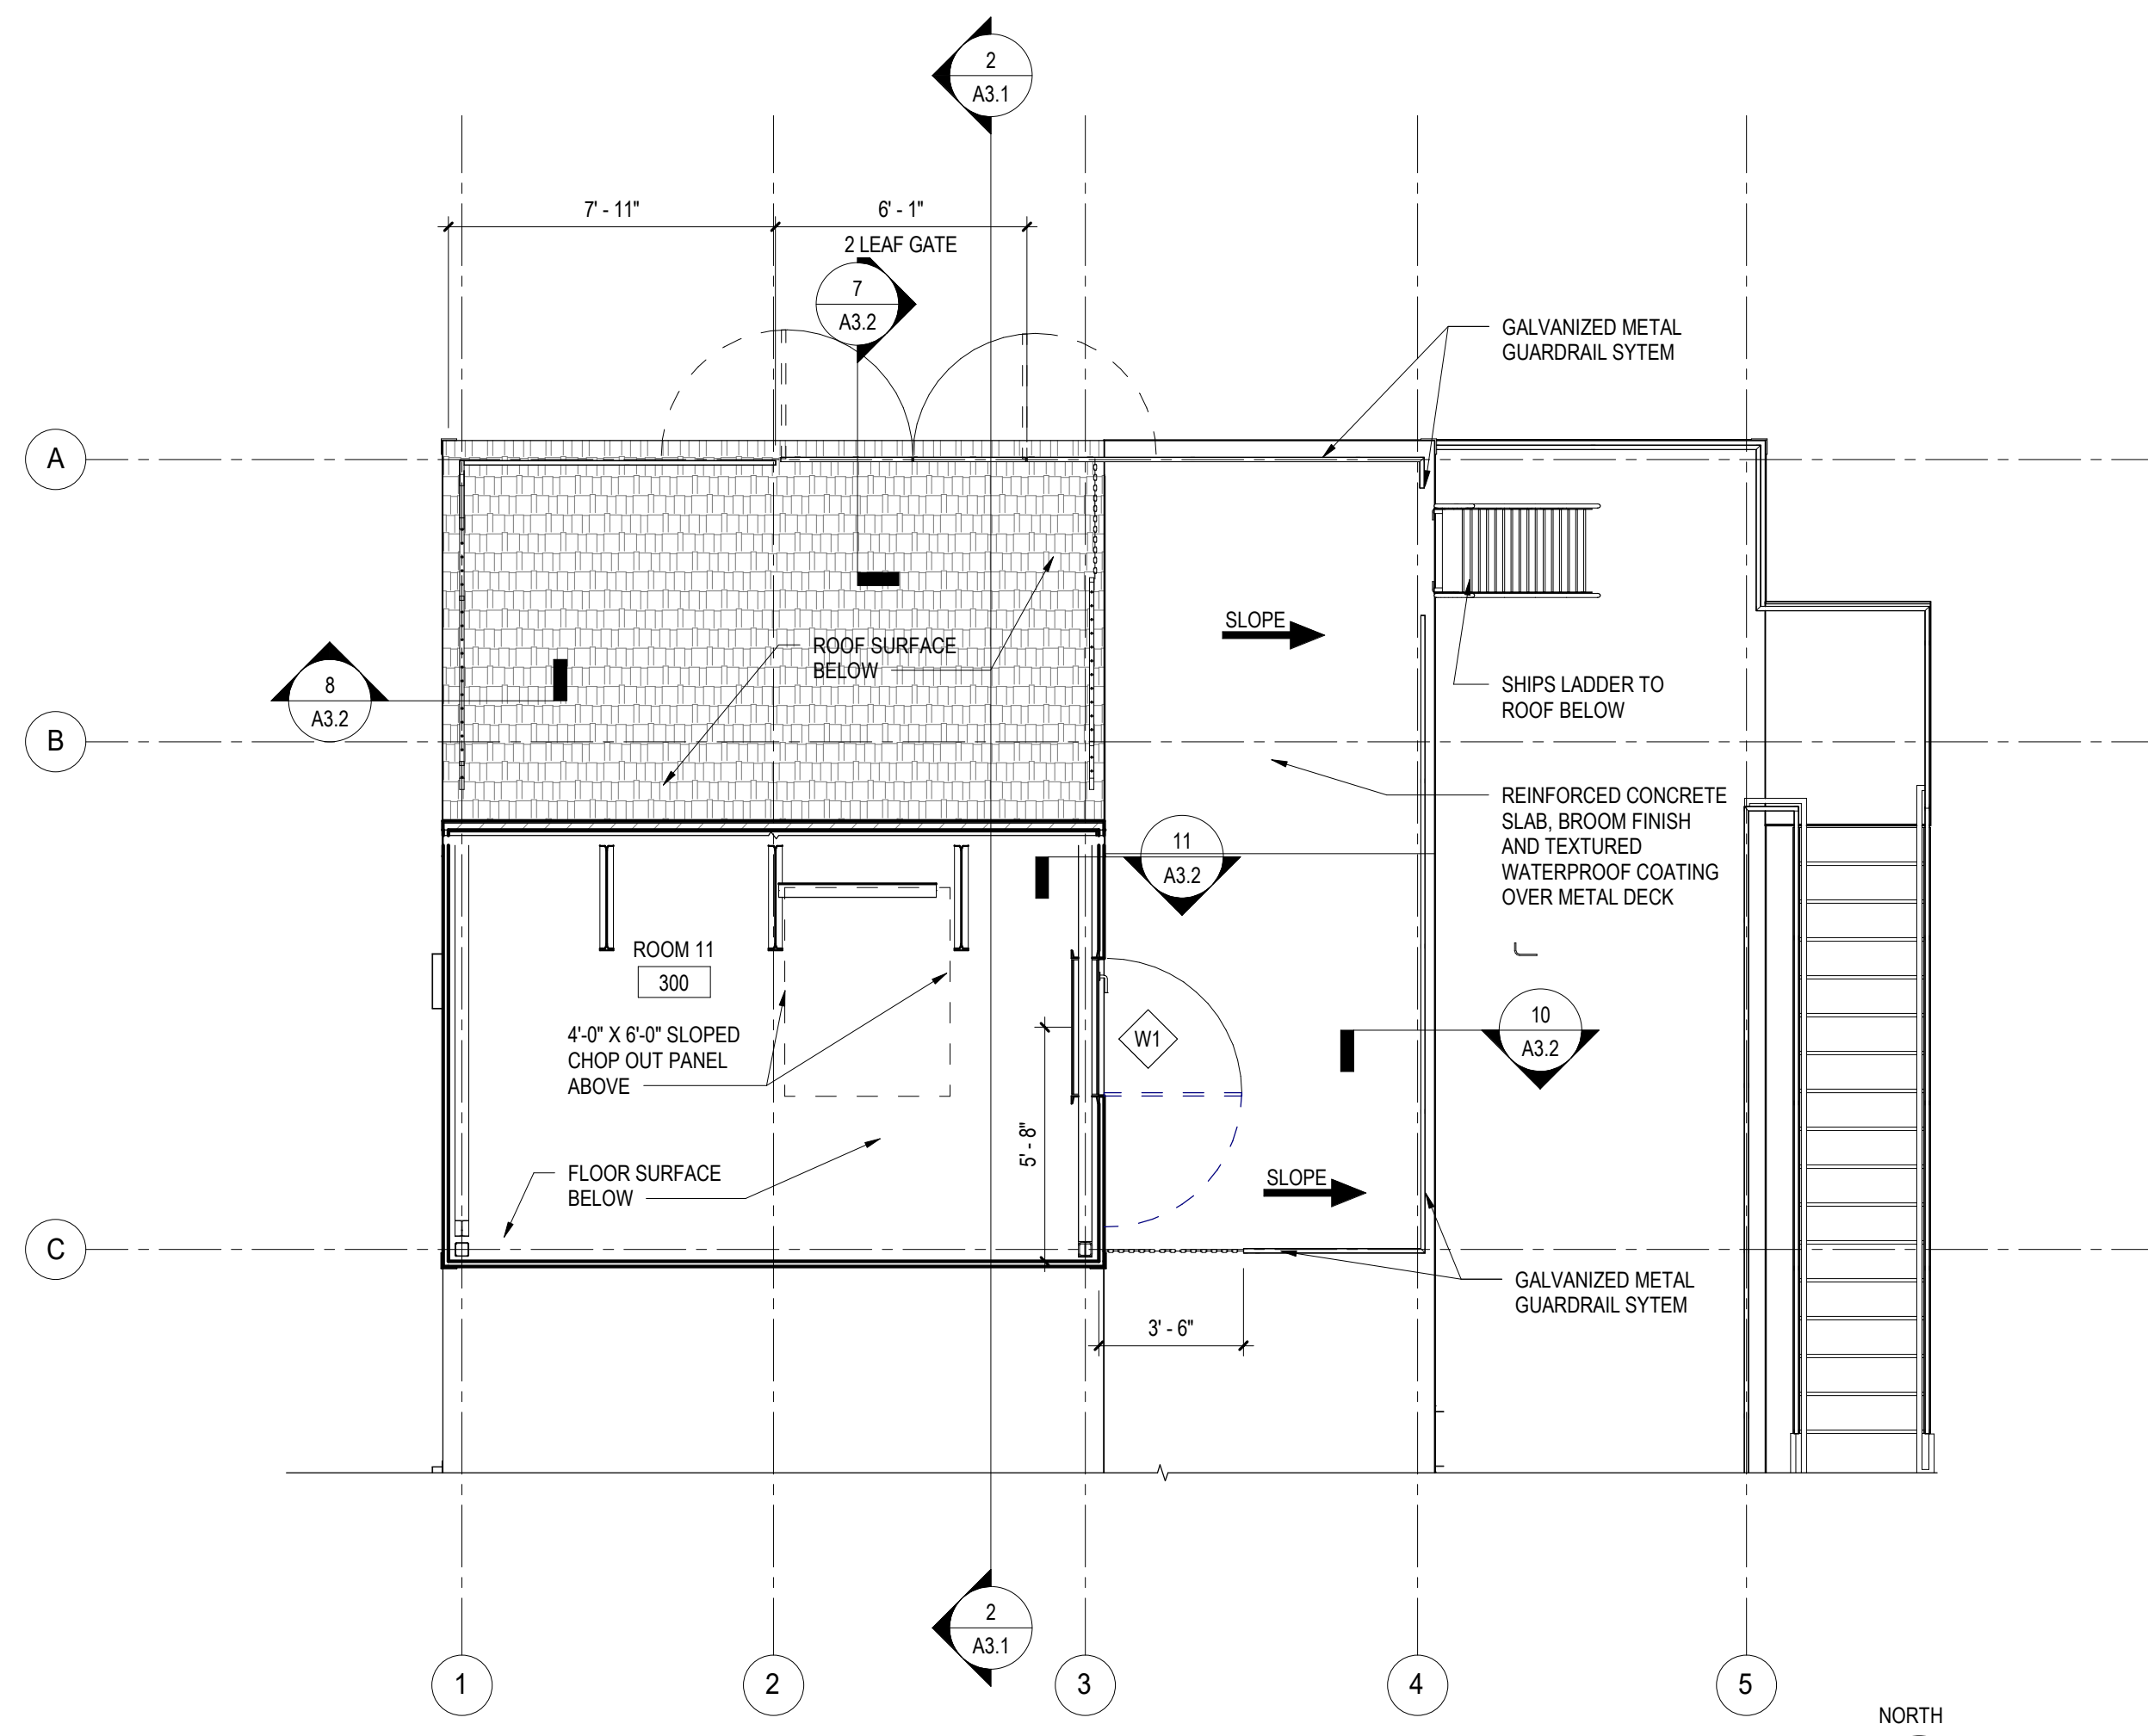 2
A3.1
7' - 11"
6' - 1"
2 LEAF GATE
7
A3.2
GALVANIZED METAL
GUARDRAIL SYTEM
A
SLOPE
ROOF SURFACE
BELOW
8
A3.2
SHIPS LADDER TO
ROOF BELOW
B
REINFORCED CONCRETE
SLAB, BROOM FINISH
AND TEXTURED
WATERPROOF COATING
OVER METAL DECK
11
A3.2
ROOM 11
300
10
A3.2
4'-0" X 6'-0" SLOPED
CHOP OUT PANEL
ABOVE
W1
5' - 8"
FLOOR SURFACE
BELOW
SLOPE
C
GALVANIZED METAL
GUARDRAIL SYTEM
3' - 6"
2
A3.1
1
2
3
4
5
NORTH